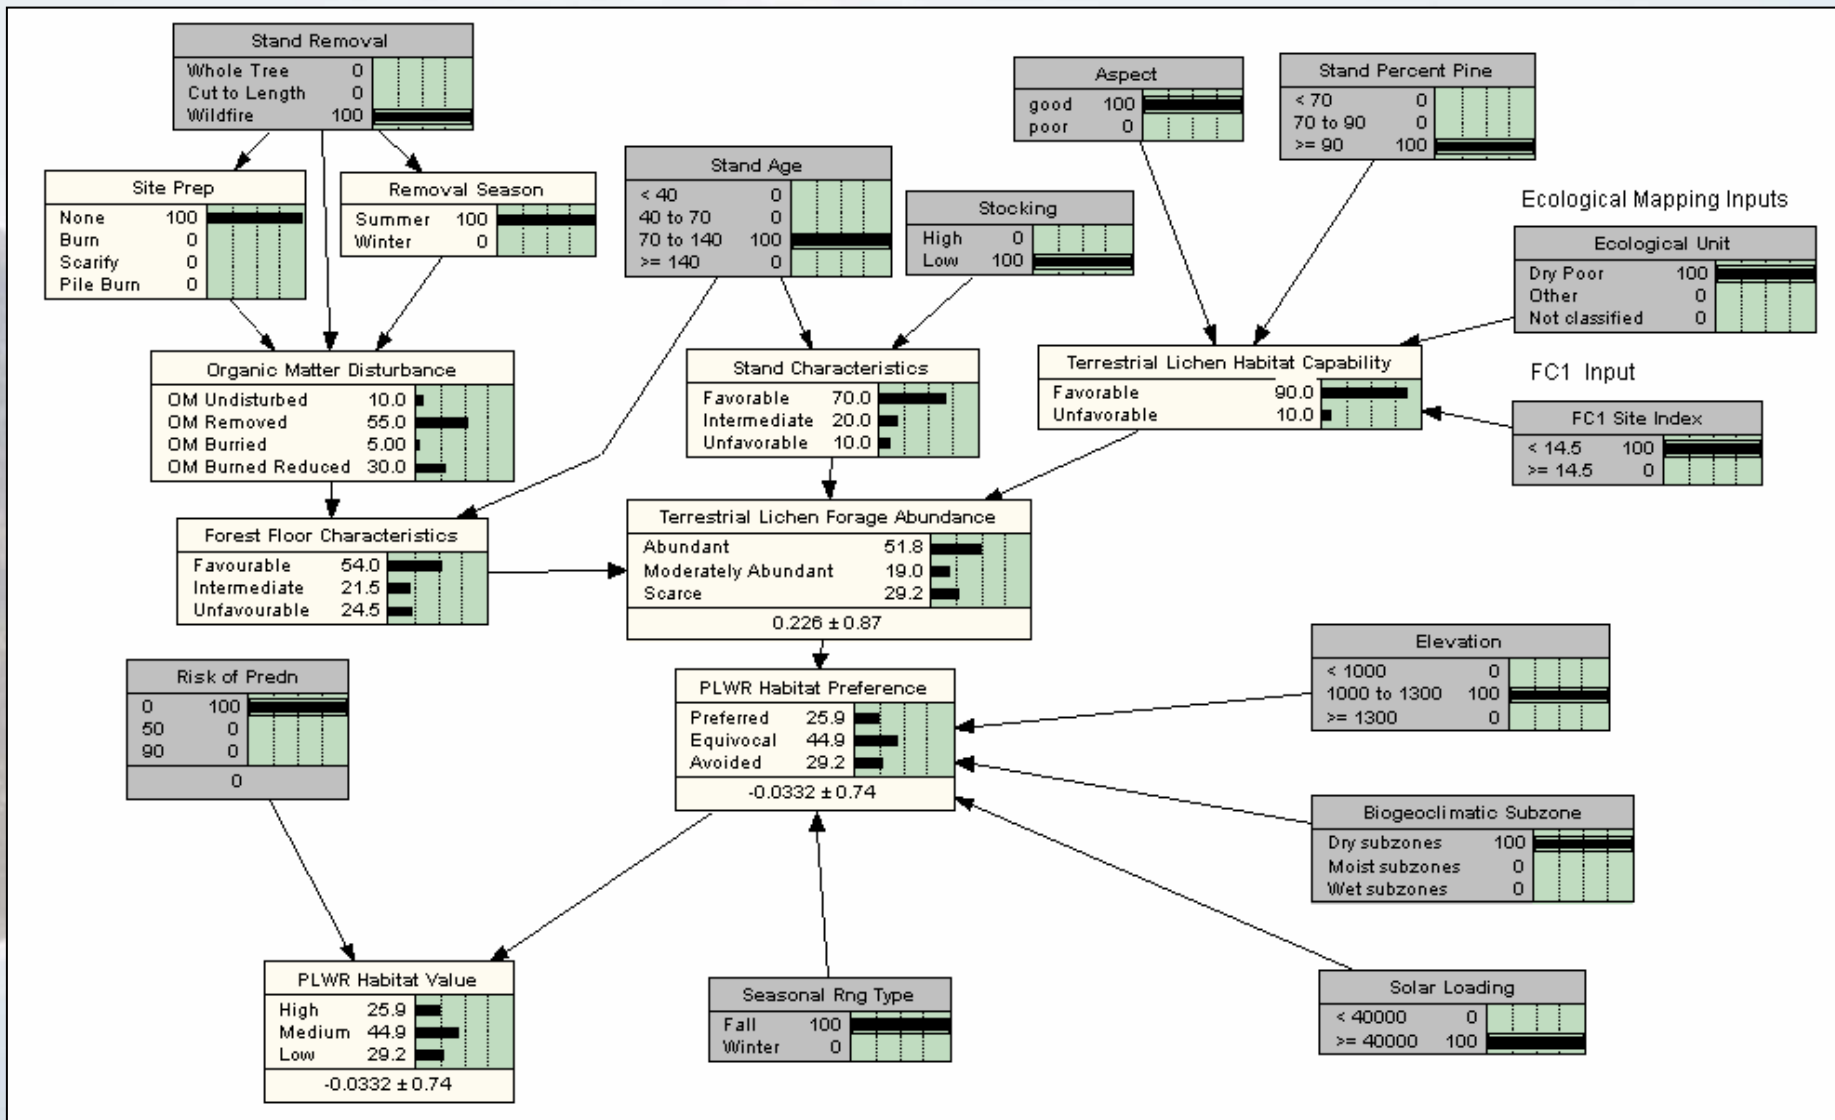 Stand Removal
Whole Tree 0
Cut to Length 0
Wildfire 100
Aspect
good 100
poor 0
Stand Percent Pine
< 70 0
70 to 90 0
>= 90 100
Site Prep
None 100
Burn 0
Scarify 0
Pile Burn 0
Removal Season
Summer 100
Winter 0
Stand Age
< 40 0
40 to 70 0
70 to 140 100
>= 140 0
Stocking
High 0
Low 100
Ecological Mapping Inputs
Ecological Unit
Dry Poor 100
Other 0
Not classified 0
Organic Matter Disturbance
OM Undisturbed 10.0
OM Removed 55.0
OM Burried 5.00
OM Burned Reduced 30.0
Stand Characteristics
Favorable 70.0
Intermediate 20.0
Unfavorable 10.0
Terrestrial Lichen Habitat Capability
Favorable 90.0
Unfavorable 10.0
FC1 Input
FC1 Site Index
< 14.5 100
>= 14.5 0
Forest Floor Characteristics
Favourable 54.0
Intermediate 21.5
Unfavourable 24.5
Terrestrial Lichen Forage Abundance
Abundant 51.8
Moderately Abundant 19.0
Scarce 29.2
0.226 ± 0.87
Risk of Predn
0 100
50 0
90 0
0
PLWR Habitat Preference
Preferred 25.9
Equivocal 44.9
Avoided 29.2
-0.0332 ± 0.74
Elevation
< 1000 0
1000 to 1300 100
>= 1300 0
Biogeoclimatic Subzone
Dry subzones 100
Moist subzones 0
Wet subzones 0
PLWR Habitat Value
High 25.9
Medium 44.9
Low 29.2
-0.0332 ± 0.74
Seasonal Rng Type
Fall 100
Winter 0
Solar Loading
< 40000 0
>= 40000 100